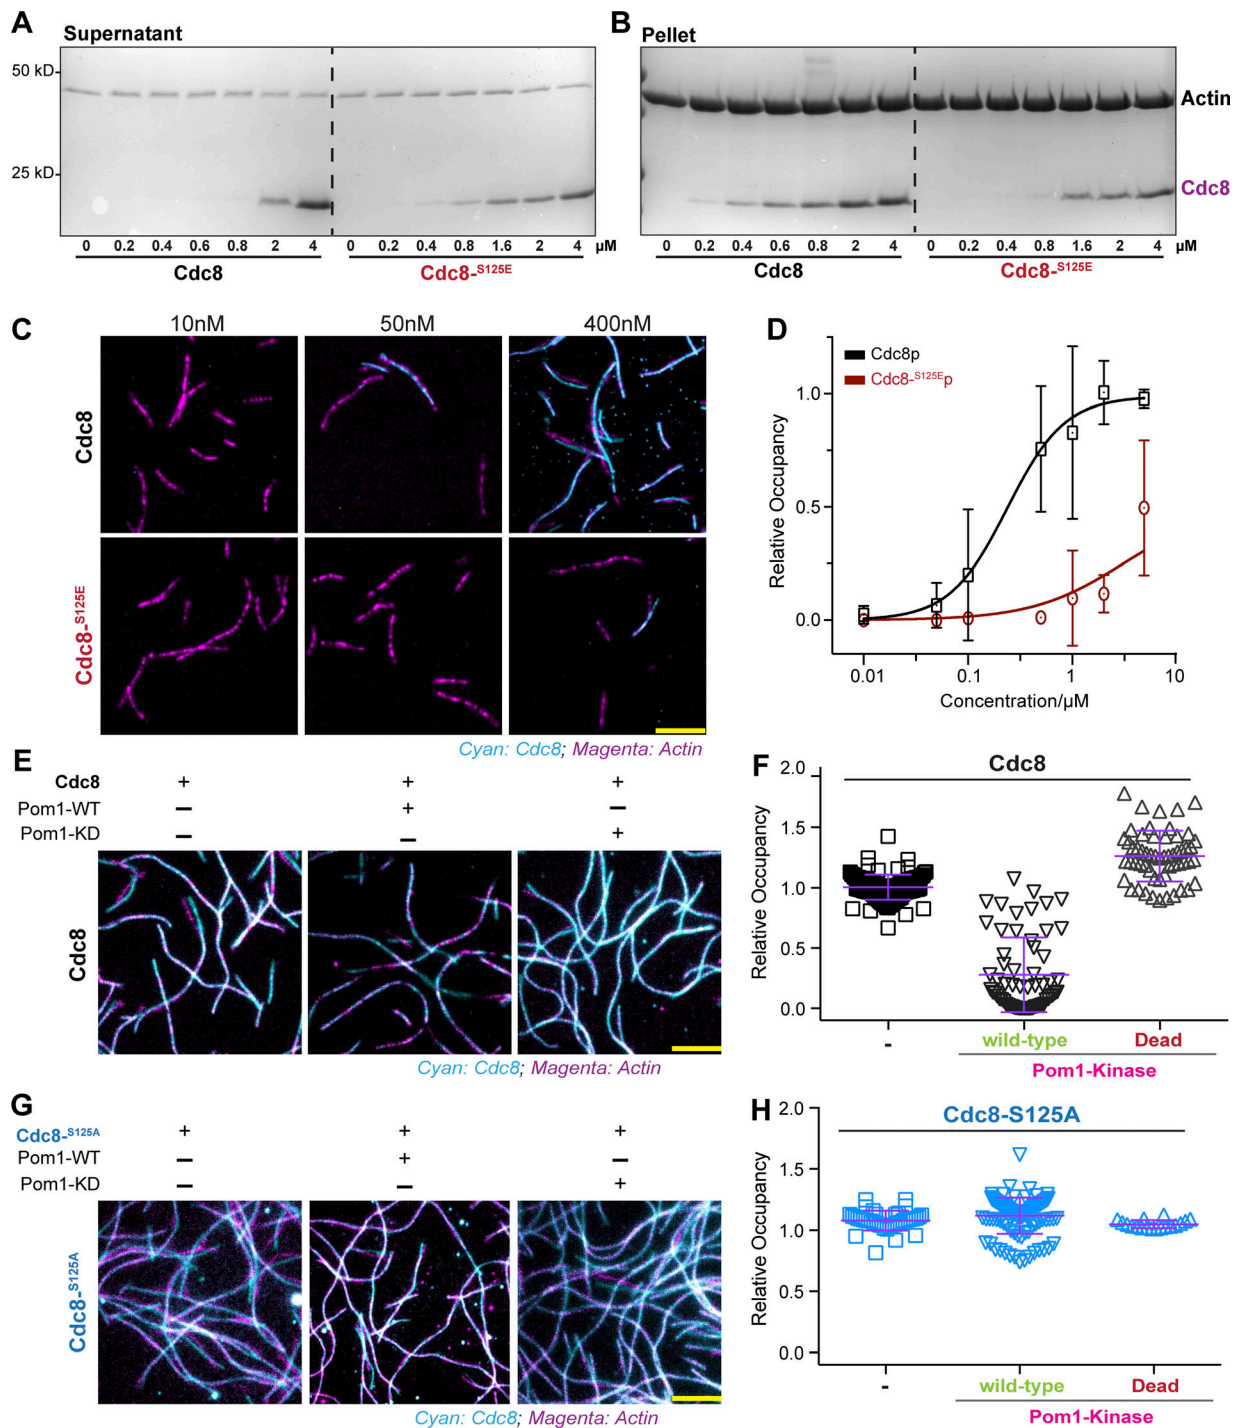 A
Supernatant
50 kD
25 kD
0 0.2 0.4 0.6 0.8 2 4 0 0.2 0.4 0.8 1.6 2 4 µM
Cdc8 Cdc8-S125E
B
Pellet
Actin
Cdc8
0 0.2 0.4 0.6 0.8 2 4 0 0.2 0.4 0.8 1.6 2 4 µM
Cdc8 Cdc8-S125E
C
10nM 50nM 400nM
Cdc8
Cdc8-S125E
Cyan: Cdc8; Magenta: Actin
D
Cdc8p
Cdc8-S125Ep
Relative Occupancy
1.0
0.5
0.0
0.01 0.1 1 10
Concentration/µM
E
Cdc8 + + +
Pom1-WT − + −
Pom1-KD − − +
Cdc8
Cyan: Cdc8; Magenta: Actin
F
Cdc8
Relative Occupancy
2.0
1.5
1.0
0.5
0.0
- wild-type Dead
Pom1-Kinase
G
Cdc8-S125A + + +
Pom1-WT − + −
Pom1-KD − − +
Cdc8-S125A
Cyan: Cdc8; Magenta: Actin
H
Cdc8-S125A
Relative Occupancy
2.0
1.5
1.0
0.5
0.0
- wild-type Dead
Pom1-Kinase